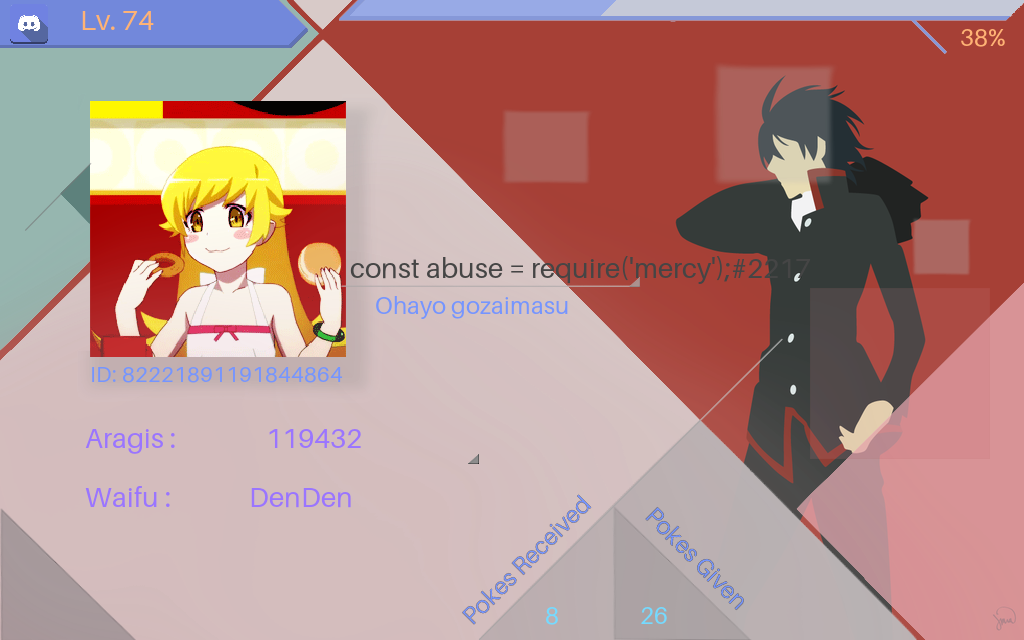 Lv. 74
38%
const abuse = require('mercy');#2217
Ohayo gozaimasu
ID: 82221891191844864
Aragis : 119432
Waifu : DenDen
Pokes Received
8
Pokes Given
26